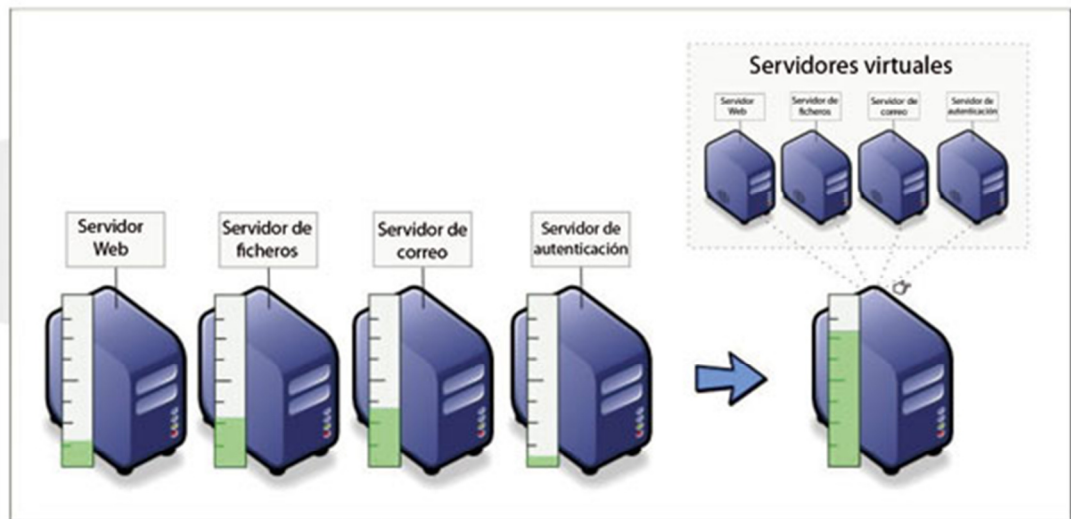 Servidores virtuales
Servidor
Web
Servidor de
ficheros
Servidor de
correo
Servidor de
autenticación
Servidor
Web
Servidor de
ficheros
Servidor de
correo
Servidor de
autenticación